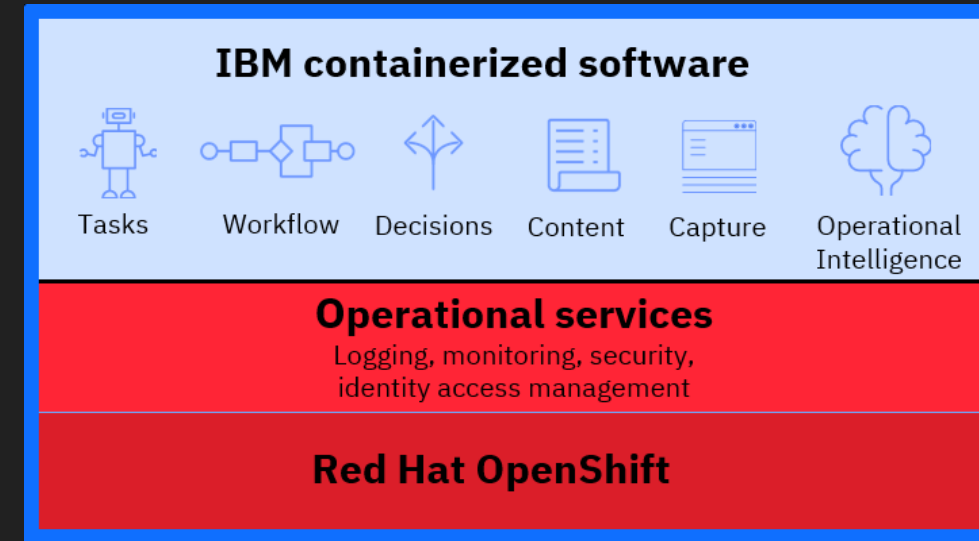 IBM containerized software
Tasks
Workflow
Decisions
Content
Capture
Operational
Intelligence
Operational services
Logging, monitoring, security,
identity access management
Red Hat OpenShift